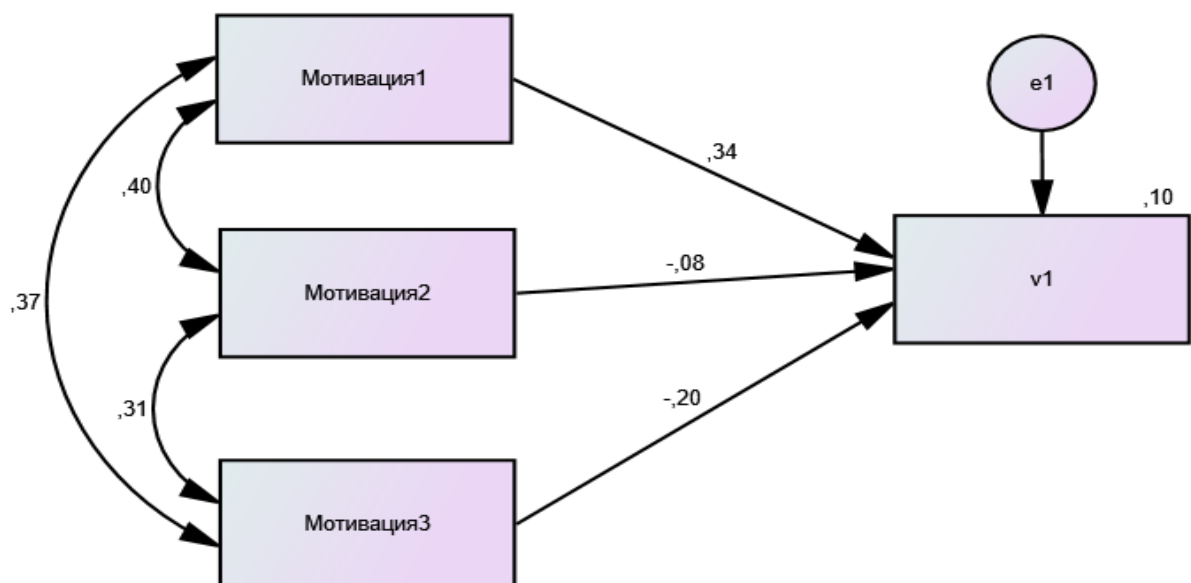 Мотивация1
e1
,34
,10
,40
Мотивация2
-,08
v1
,37
,31
-,20
Мотивация3